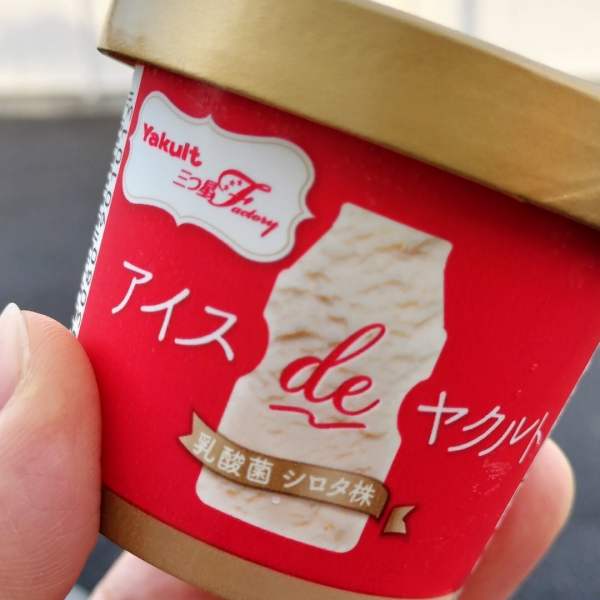 Yakult
三つ星Factory
アイス
de
ヤクルト
乳酸菌 シロタ株